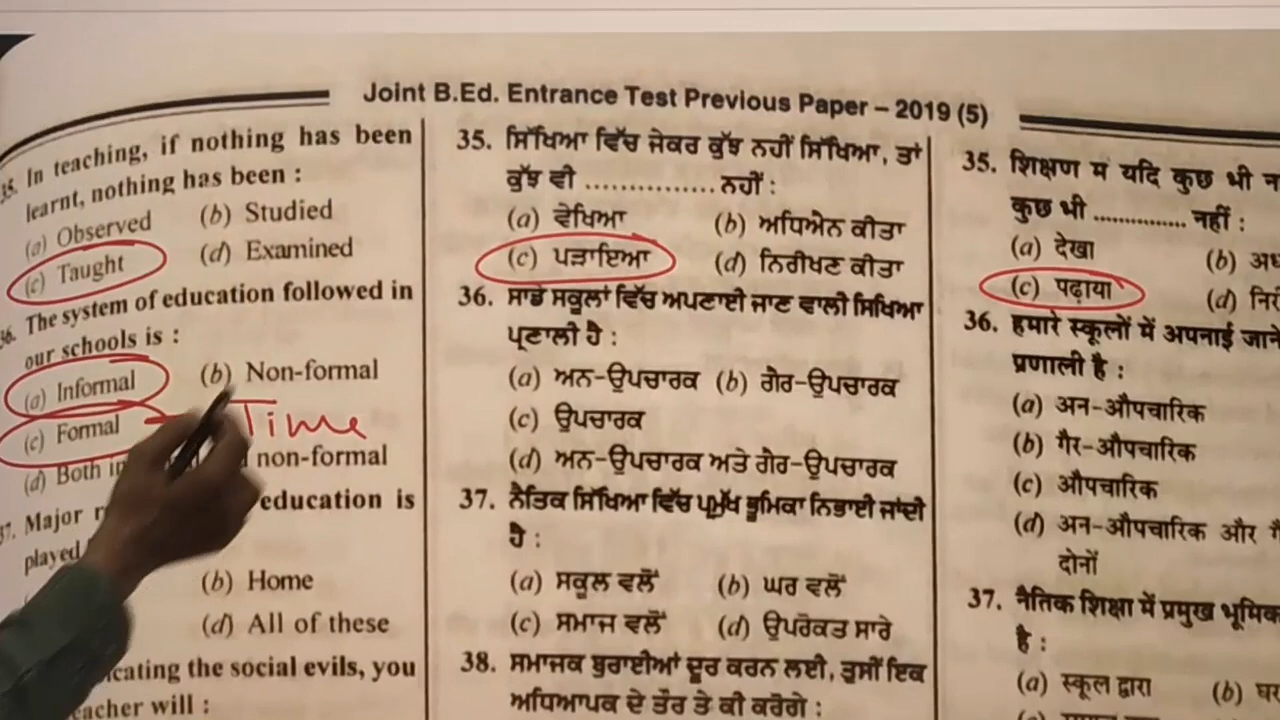 Joint B.Ed. Entrance Test Previous Paper – 2019 (5)
35. In teaching, if nothing has been
learnt, nothing has been :
(a) Observed (b) Studied
(c) Taught (d) Examined
36. The system of education followed in
our schools is :
(a) Informal (b) Non-formal
(c) Formal Time
(d) Both in non-formal
37. Major education is
played
(b) Home
(d) All of these
the social evils, you
will :
35. ਸਿੱਖਿਆ ਵਿੱਚ ਜੇਕਰ ਕੁੱਝ ਨਹੀਂ ਸਿੱਖਿਆ, ਤਾਂ
ਕੁੱਝ ਵੀ ............... ਨਹੀਂ :
(a) ਵੇਖਿਆ (b) ਅਧਿਐਨ ਕੀਤਾ
(c) ਪੜਾਇਆ (d) ਨਿਰੀਖਣ ਕੀਤਾ
36. ਸਾਡੇ ਸਕੂਲਾਂ ਵਿੱਚ ਅਪਣਾਈ ਜਾਣ ਵਾਲੀ ਸਿਖਿਆ
ਪ੍ਰਣਾਲੀ ਹੈ :
(a) ਅਨ-ਉਪਚਾਰਕ (b) ਗੈਰ-ਉਪਚਾਰਕ
(c) ਉਪਚਾਰਕ
(d) ਅਨ-ਉਪਚਾਰਕ ਅਤੇ ਗੈਰ-ਉਪਚਾਰਕ
37. ਨੈਤਿਕ ਸਿੱਖਿਆ ਵਿੱਚ ਪ੍ਰਮੁੱਖ ਭੂਮਿਕਾ ਨਿਭਾਈ ਜਾਂਦੀ
ਹੈ :
(a) ਸਕੂਲ ਵਲੋਂ (b) ਘਰ ਵਲੋਂ
(c) ਸਮਾਜ ਵਲੋਂ (d) ਉਪਰੋਕਤ ਸਾਰੇ
38. ਸਮਾਜਕ ਬੁਰਾਈਆਂ ਦੂਰ ਕਰਨ ਲਈ, ਤੁਸੀਂ ਇਕ
ਅਧਿਆਪਕ ਦੇ ਤੌਰ ਤੇ ਕੀ ਕਰੋਗੇ :
35. शिक्षण में यदि कुछ भी
कुछ भी .............. नहीं :
(a) देखा (b)
(c) पढ़ाया (d)
36. हमारे स्कूलों में अपनाई जाने
प्रणाली है :
(a) अन-औपचारिक
(b) गैर-औपचारिक
(c) औपचारिक
(d) अन-औपचारिक और
दोनों
37. नैतिक शिक्षा में प्रमुख
है :
(a) स्कूल द्वारा (b)